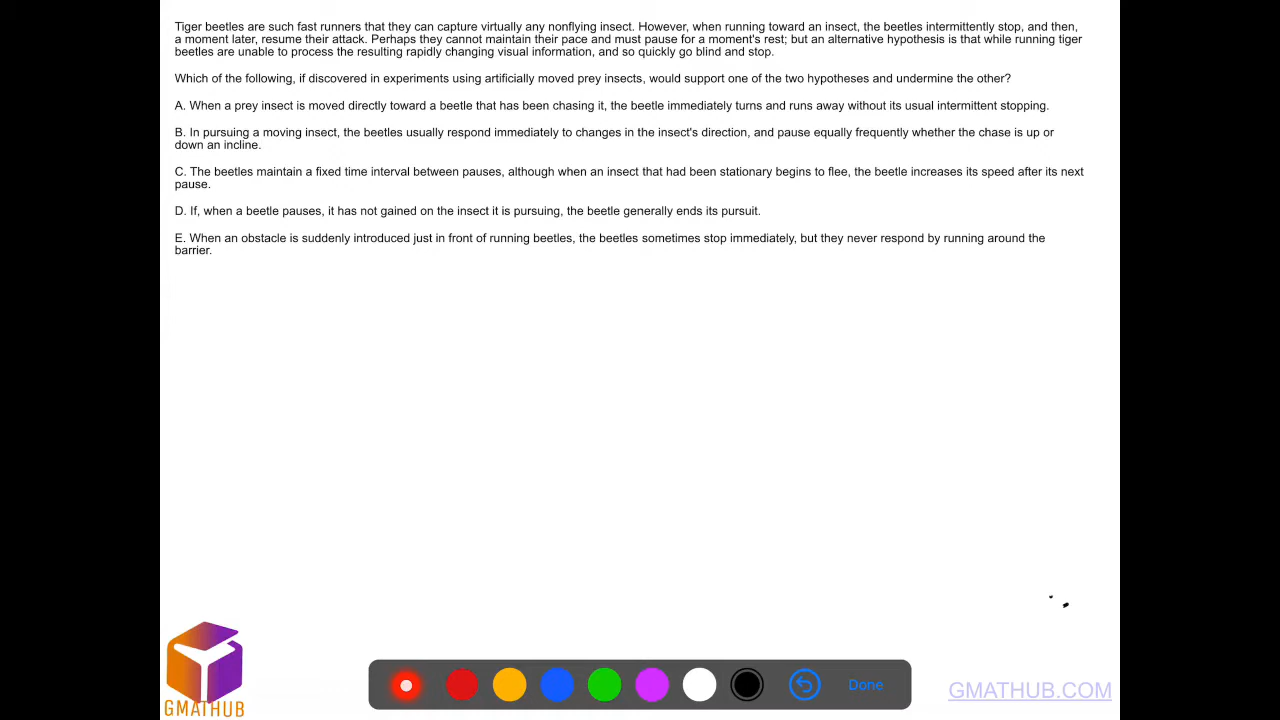 Tiger beetles are such fast runners that they can capture virtually any nonflying insect. However, when running toward an insect, the beetles intermittently stop, and then,
a moment later, resume their attack. Perhaps they cannot maintain their pace and must pause for a moment's rest; but an alternative hypothesis is that while running tiger
beetles are unable to process the resulting rapidly changing visual information, and so quickly go blind and stop.
Which of the following, if discovered in experiments using artificially moved prey insects, would support one of the two hypotheses and undermine the other?
A. When a prey insect is moved directly toward a beetle that has been chasing it, the beetle immediately turns and runs away without its usual intermittent stopping.
B. In pursuing a moving insect, the beetles usually respond immediately to changes in the insect's direction, and pause equally frequently whether the chase is up or
down an incline.
C. The beetles maintain a fixed time interval between pauses, although when an insect that had been stationary begins to flee, the beetle increases its speed after its next
pause.
D. If, when a beetle pauses, it has not gained on the insect it is pursuing, the beetle generally ends its pursuit.
E. When an obstacle is suddenly introduced just in front of running beetles, the beetles sometimes stop immediately, but they never respond by running around the
barrier.
Done
GMATHUB
GMATHUB.COM